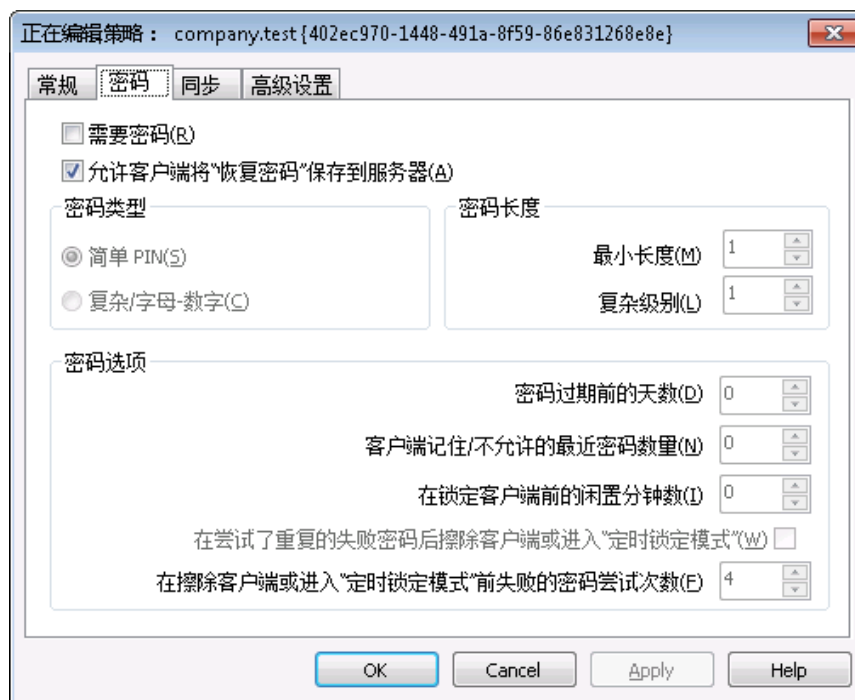 正在编辑策略： company.test{402ec970-1448-491a-8f59-86e831268e8e}
常规 密码 同步 高级设置
需要密码(R)
允许客户端将"恢复密码"保存到服务器(A)
密码类型 密码长度
简单 PIN(S) 最小长度(M) 1
复杂/字母-数字(C) 复杂级别(L) 1
密码选项
密码过期前的天数(D) 0
客户端记住/不允许的最近密码数量(N) 0
在锁定客户端前的闲置分钟数(I) 0
在尝试了重复的失败密码后擦除客户端或进入"定时锁定模式"(W)
在擦除客户端或进入"定时锁定模式"前失败的密码尝试次数(F) 4
OK Cancel Apply Help